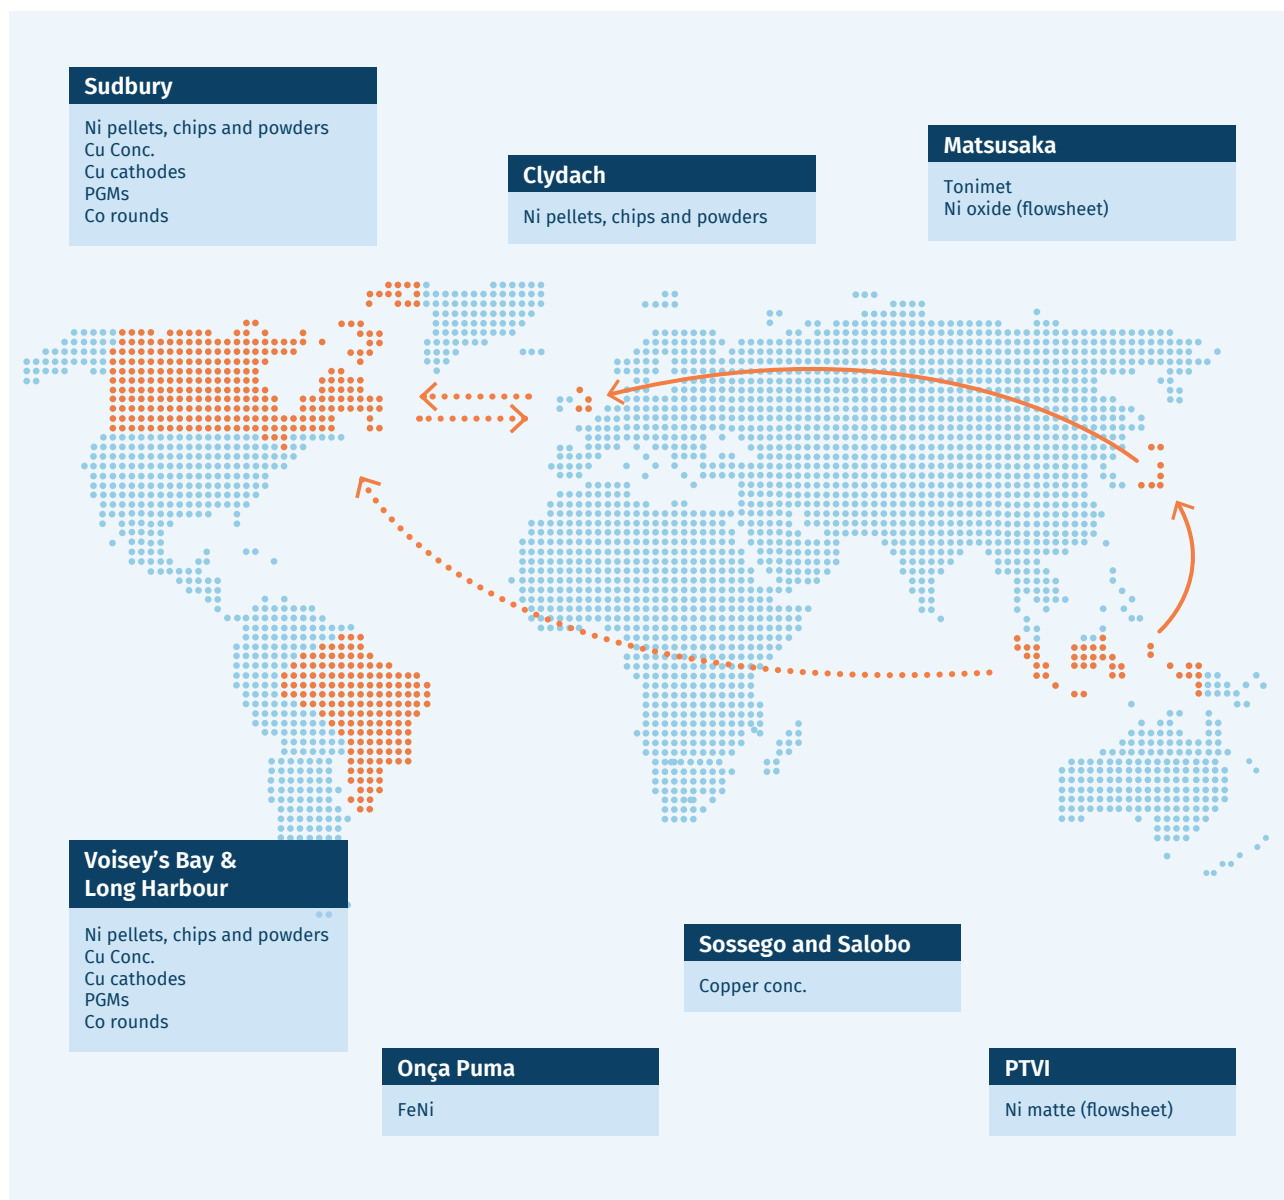 Sudbury
Ni pellets, chips and powders
Cu Conc.
Cu cathodes
PGMs
Co rounds
Clydach
Ni pellets, chips and powders
Matsusaka
Tonimet
Ni oxide (flowsheet)
Voisey’s Bay &
Long Harbour
Ni pellets, chips and powders
Cu Conc.
Cu cathodes
PGMs
Co rounds
Sossego and Salobo
Copper conc.
Onça Puma
FeNi
PTVI
Ni matte (flowsheet)